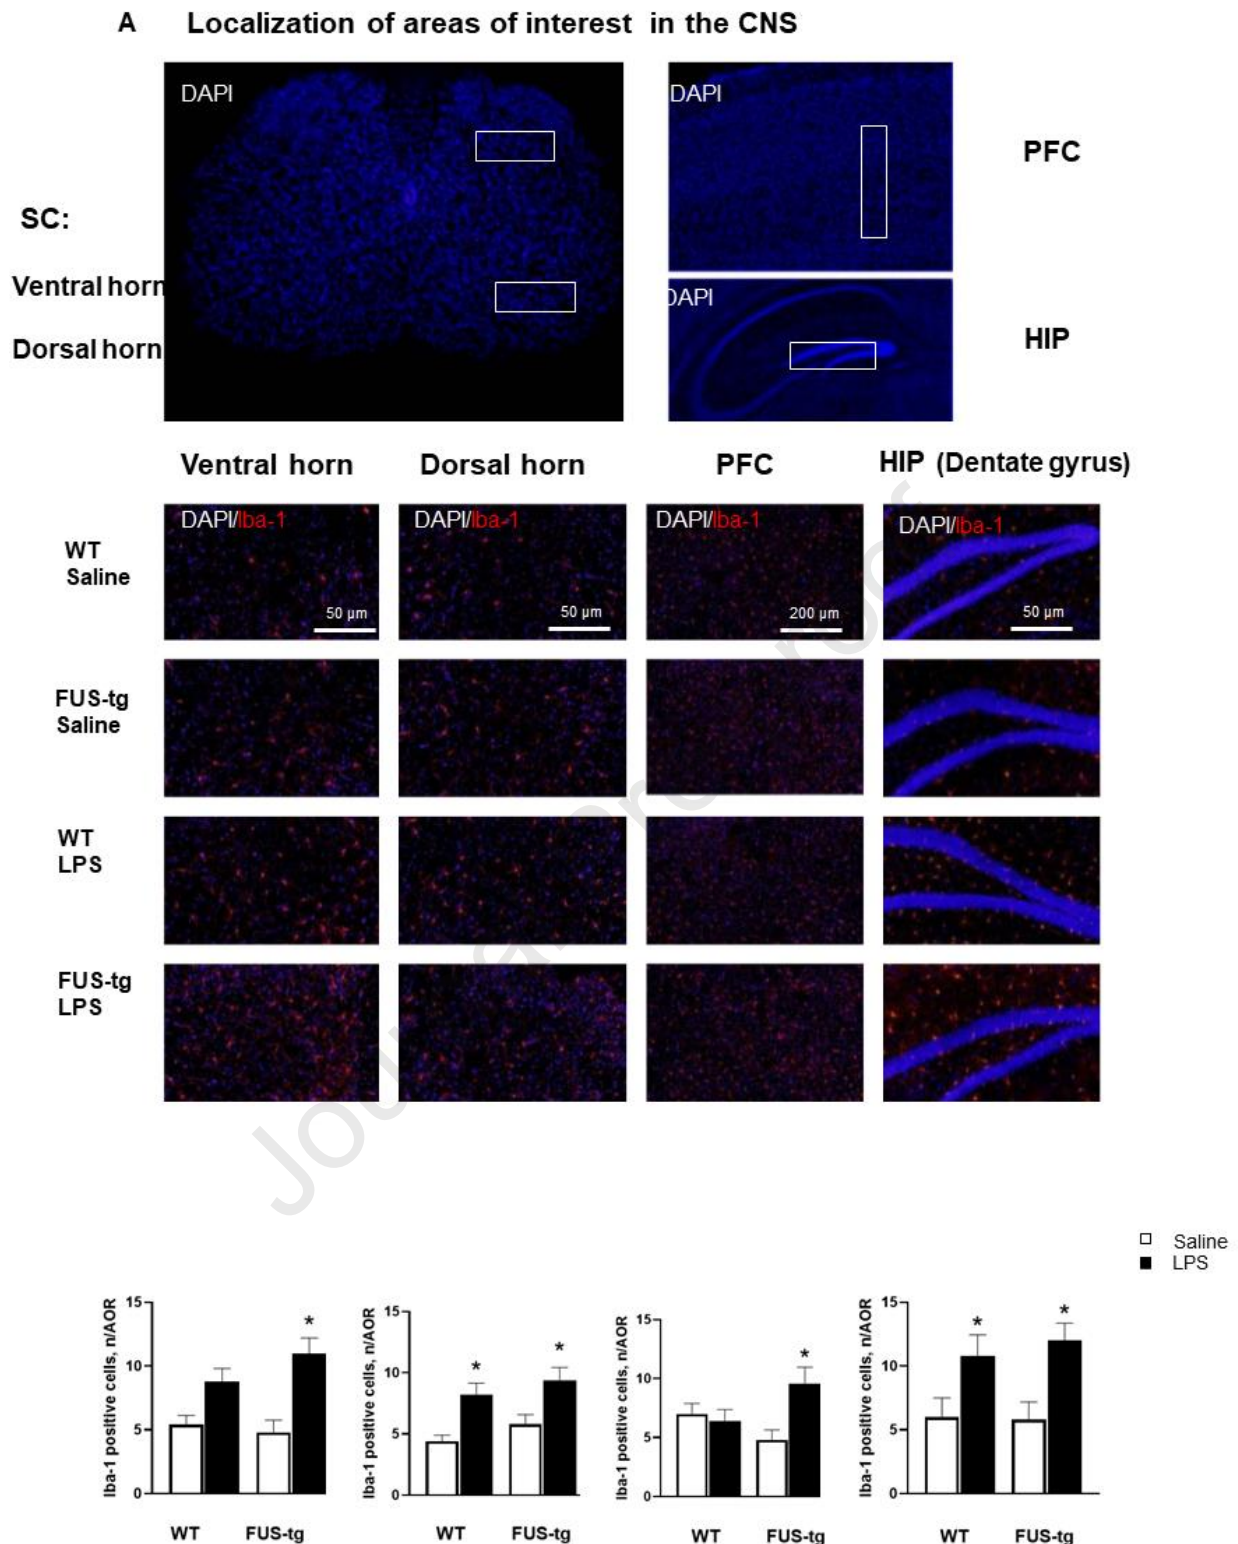 A Localization of areas of interest in the CNS
DAPI
DAPI
PFC
SC:
Ventral horn
Dorsal horn
DAPI
HIP
Ventral horn Dorsal horn PFC HIP (Dentate gyrus)
DAPI/Iba-1 DAPI/Iba-1 DAPI/Iba-1 DAPI/Iba-1
WT
Saline
50 µm 50 µm 200 µm 50 µm
FUS-tg
Saline
WT
LPS
FUS-tg
LPS
Journal Pre-proof
Saline
LPS
Iba-1 positive cells, n/AOR
15
10
5
0
*
WT FUS-tg
Iba-1 positive cells, n/AOR
15
10
5
0
* *
WT FUS-tg
Iba-1 positive cells, n/AOR
15
10
5
0
*
WT FUS-tg
Iba-1 positive cells, n/AOR
15
10
5
0
* *
WT FUS-tg